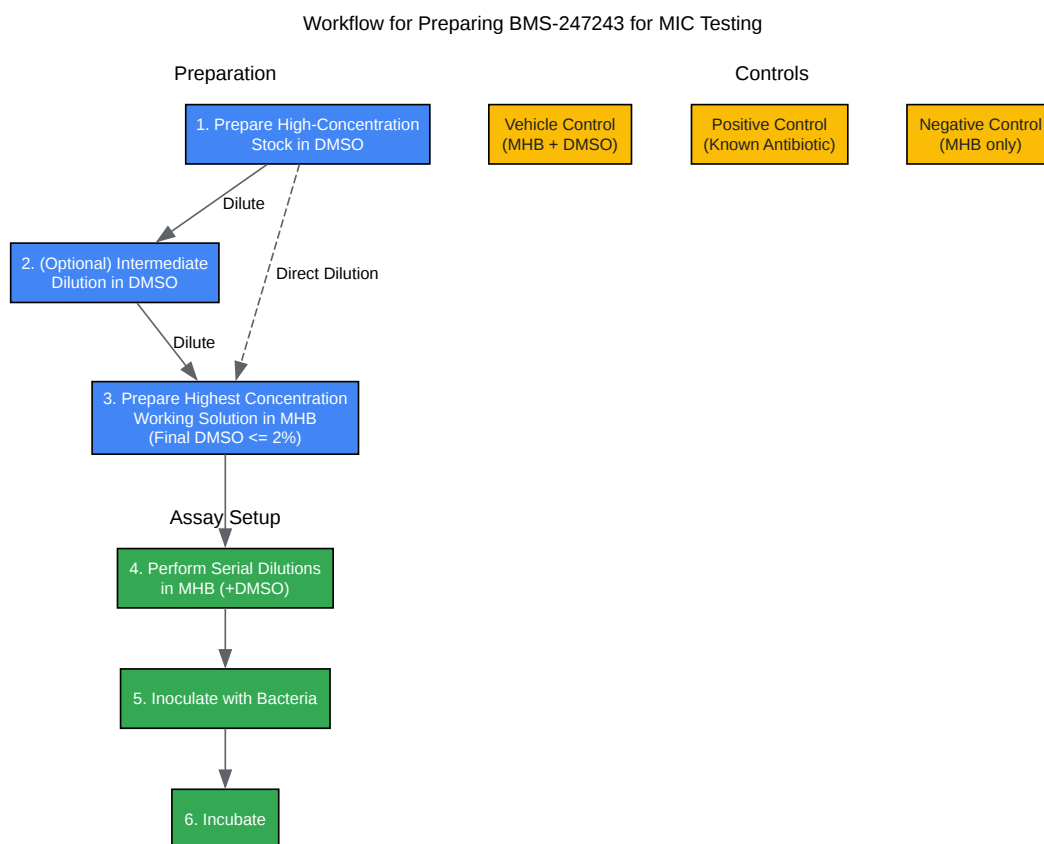 Workflow for Preparing BMS-247243 for MIC Testing
Preparation
Controls
1. Prepare High-Concentration
Stock in DMSO
Vehicle Control
(MHB + DMSO)
Positive Control
(Known Antibiotic)
Negative Control
(MHB only)
Dilute
2. (Optional) Intermediate
Dilution in DMSO
Direct Dilution
Dilute
3. Prepare Highest Concentration
Working Solution in MHB
(Final DMSO <= 2%)
Assay Setup
4. Perform Serial Dilutions
in MHB (+DMSO)
5. Inoculate with Bacteria
6. Incubate